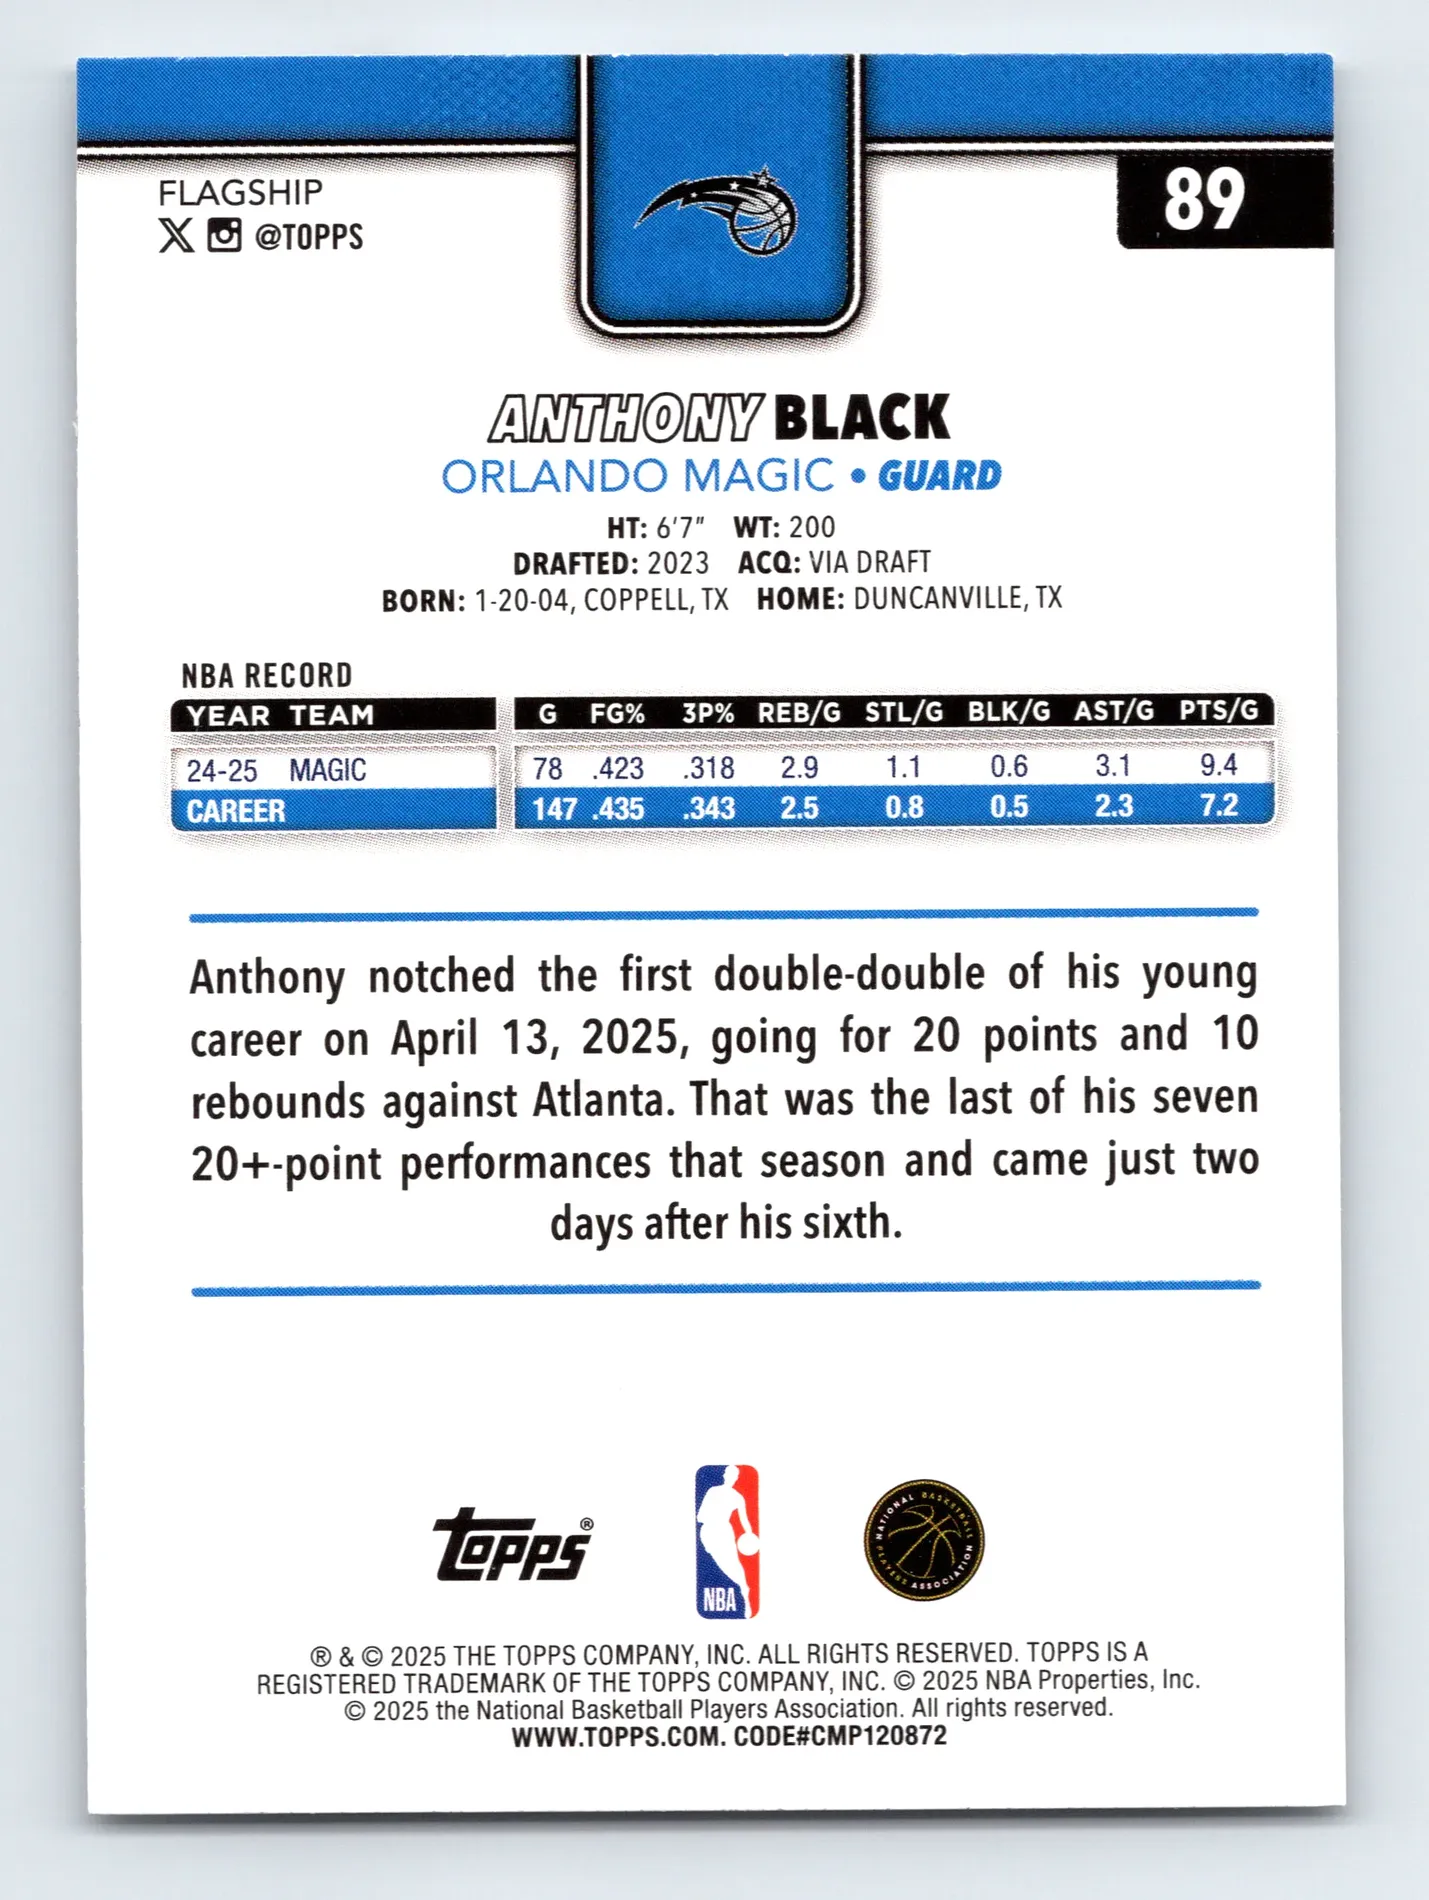 FLAGSHIP
@TOPPS
89
ANTHONY BLACK
ORLANDO MAGIC • GUARD
HT: 6'7" WT: 200
DRAFTED: 2023 ACQ: VIA DRAFT
BORN: 1-20-04, COPPELL, TX HOME: DUNCANVILLE, TX
NBA RECORD
YEAR TEAM G FG% 3P% REB/G STL/G BLK/G AST/G PTS/G
24-25 MAGIC 78 .423 .318 2.9 1.1 0.6 3.1 9.4
CAREER 147 .435 .343 2.5 0.8 0.5 2.3 7.2
Anthony notched the first double-double of his young
career on April 13, 2025, going for 20 points and 10
rebounds against Atlanta. That was the last of his seven
20+-point performances that season and came just two
days after his sixth.
Topps®
NBA
NATIONAL BASKETBALL PLAYERS ASSOCIATION
® & © 2025 THE TOPPS COMPANY, INC. ALL RIGHTS RESERVED. TOPPS IS A
REGISTERED TRADEMARK OF THE TOPPS COMPANY, INC. © 2025 NBA Properties, Inc.
© 2025 the National Basketball Players Association. All rights reserved.
WWW.TOPPS.COM. CODE#CMP120872